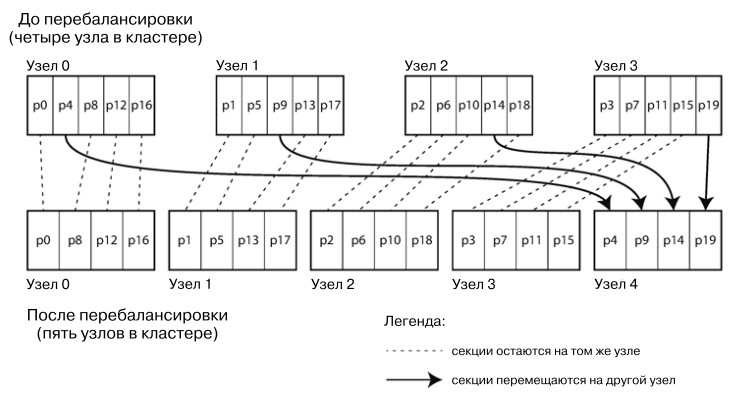 До перебалансировки
(четыре узла в кластере)
Узел 0 Узел 1 Узел 2 Узел 3
p0 p4 p8 p12 p16 p1 p5 p9 p13 p17 p2 p6 p10 p14 p18 p3 p7 p11 p15 p19
p0 p8 p12 p16 p1 p5 p13 p17 p2 p6 p10 p18 p3 p7 p11 p15 p4 p9 p14 p19
Узел 0 Узел 1 Узел 2 Узел 3 Узел 4
После перебалансировки
(пять узлов в кластере)
Легенда:
секции остаются на том же узле
секции перемещаются на другой узел